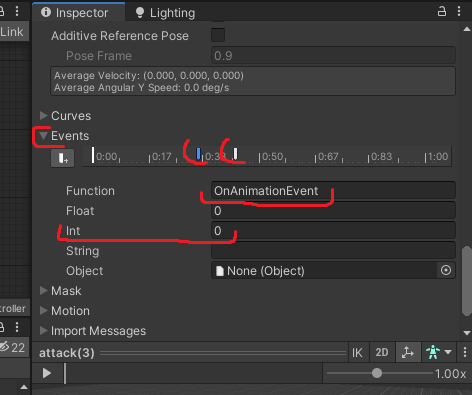 Inspector Lighting
Link
Additive Reference Pose
Pose Frame 0.9
Average Velocity: (0.000, 0.000, 0.000)
Average Angular Y Speed: 0.0 deg/s
Curves
Events
0:00 0:17 0:33 0:50 0:67 0:83 1:00
Function OnAnimationEvent
Float 0
Int 0
String
Object None (Object)
Mask
Motion
Import Messages
troller
22
attack(3) IK 2D
1.00x